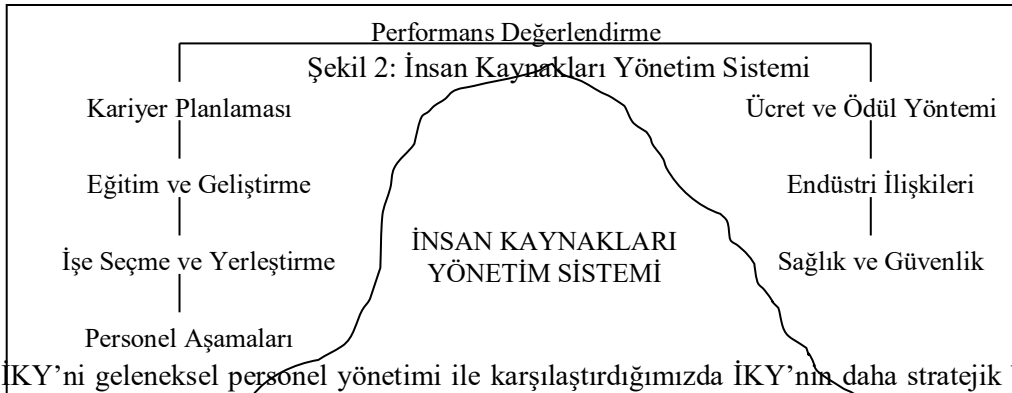 Performans Değerlendirme
Şekil 2: İnsan Kaynakları Yönetim Sistemi
Kariyer Planlaması
Ücret ve Ödül Yöntemi
Eğitim ve Geliştirme
Endüstri İlişkileri
İNSAN KAYNAKLARI
YÖNETİM SİSTEMİ
İşe Seçme ve Yerleştirme
Sağlık ve Güvenlik
Personel Aşamaları
İKY’ni geleneksel personel yönetimi ile karşılaştırdığımızda İKY’nin daha stratejik